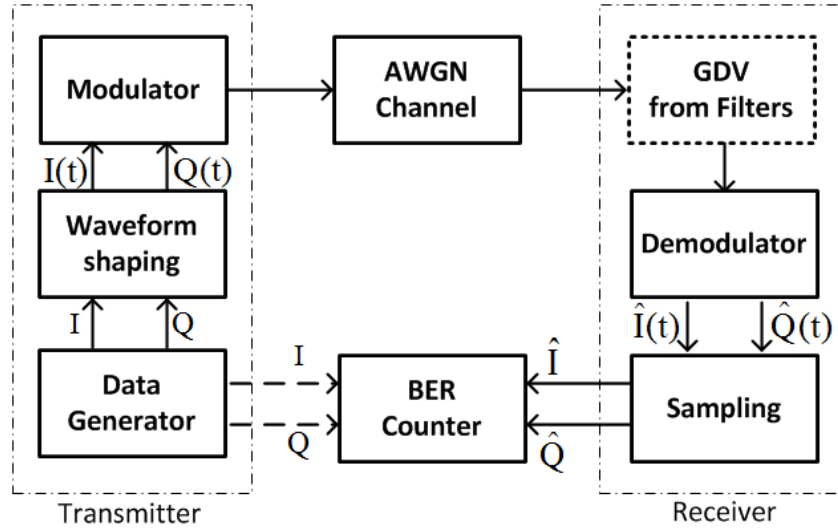 Modulator
AWGN
Channel
GDV
from Filters
I(t)
Q(t)
Waveform
shaping
Demodulator
I
Q
Î(t)
Q̂(t)
Data
Generator
I
Q
BER
Counter
Î
Q̂
Sampling
Transmitter
Receiver